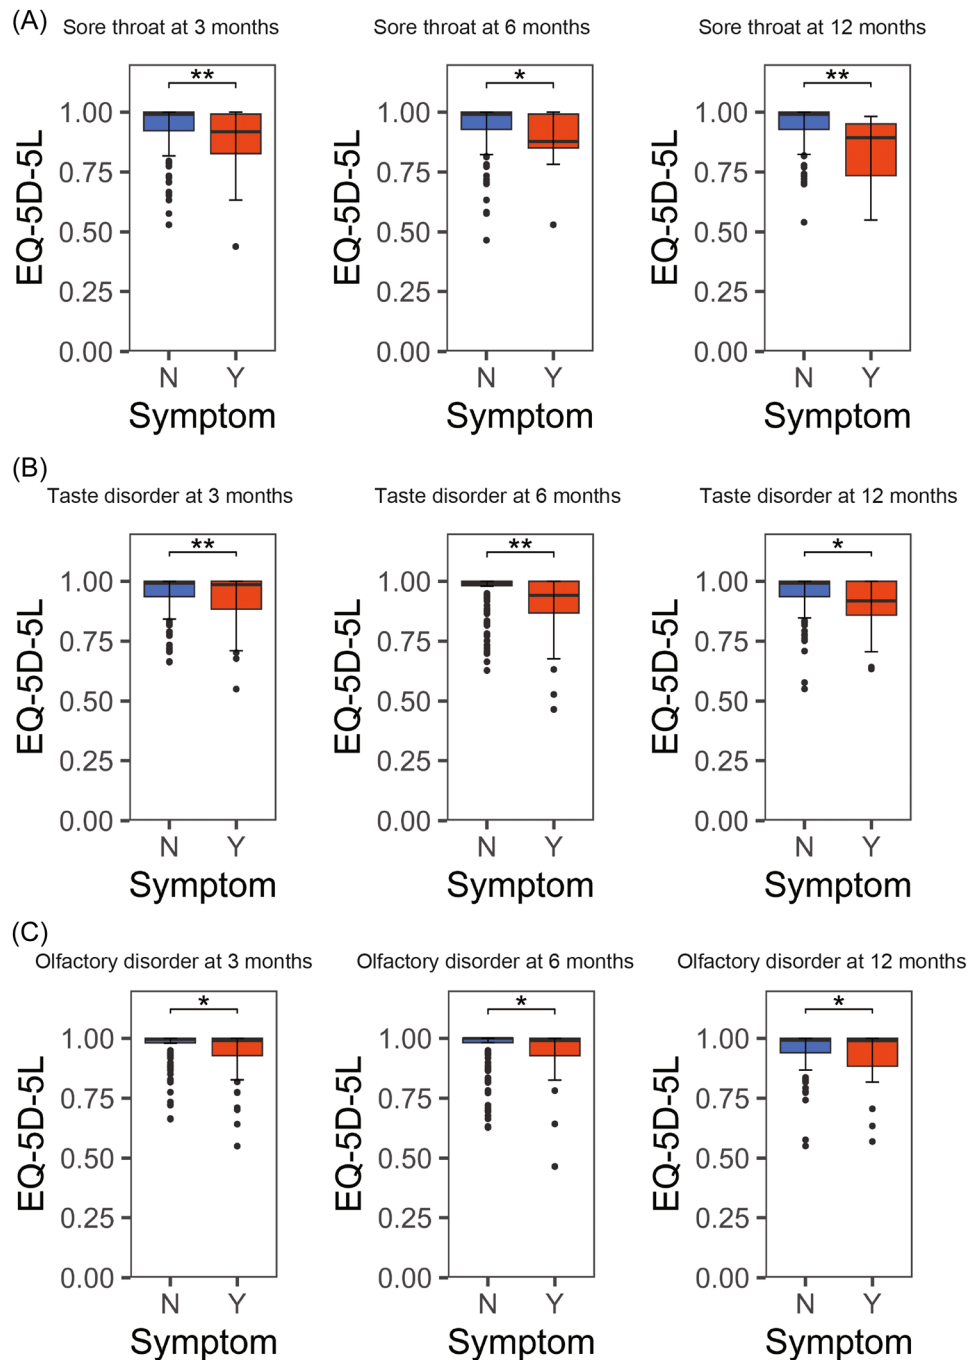 (A)
Sore throat at 3 months
Sore throat at 6 months
Sore throat at 12 months
EQ-5D-5L
1.00
0.75
0.50
0.25
0.00
**
N Y
Symptom
EQ-5D-5L
1.00
0.75
0.50
0.25
0.00
*
N Y
Symptom
EQ-5D-5L
1.00
0.75
0.50
0.25
0.00
**
N Y
Symptom
(B)
Taste disorder at 3 months
Taste disorder at 6 months
Taste disorder at 12 months
EQ-5D-5L
1.00
0.75
0.50
0.25
0.00
**
N Y
Symptom
EQ-5D-5L
1.00
0.75
0.50
0.25
0.00
**
N Y
Symptom
EQ-5D-5L
1.00
0.75
0.50
0.25
0.00
*
N Y
Symptom
(C)
Olfactory disorder at 3 months
Olfactory disorder at 6 months
Olfactory disorder at 12 months
EQ-5D-5L
1.00
0.75
0.50
0.25
0.00
*
N Y
Symptom
EQ-5D-5L
1.00
0.75
0.50
0.25
0.00
*
N Y
Symptom
EQ-5D-5L
1.00
0.75
0.50
0.25
0.00
*
N Y
Symptom